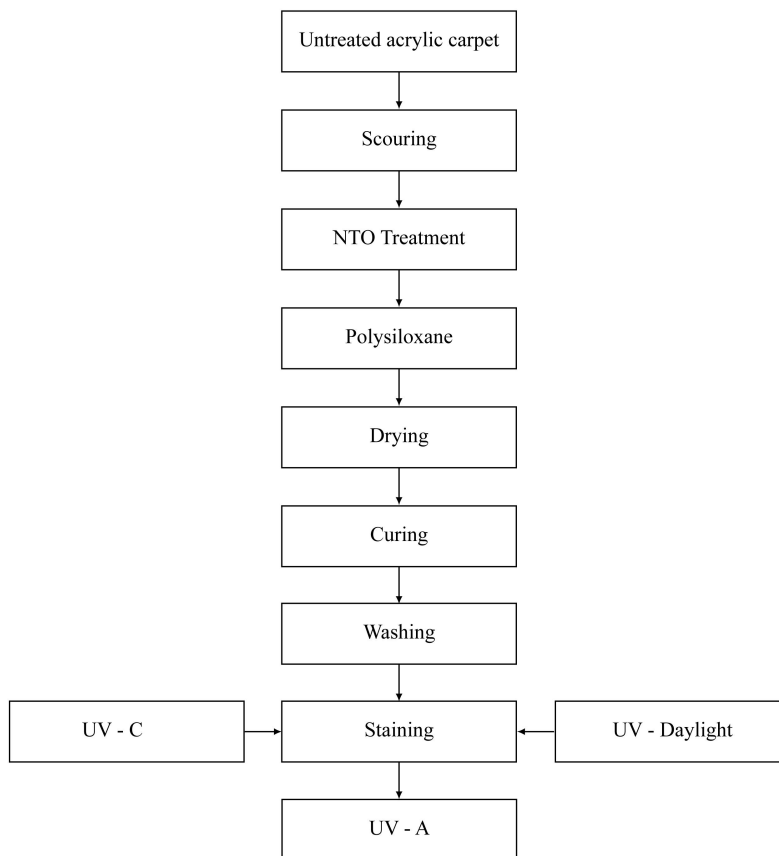 Untreated acrylic carpet
Scouring
NTO Treatment
Polysiloxane
Drying
Curing
Washing
UV - C
Staining
UV - Daylight
UV - A